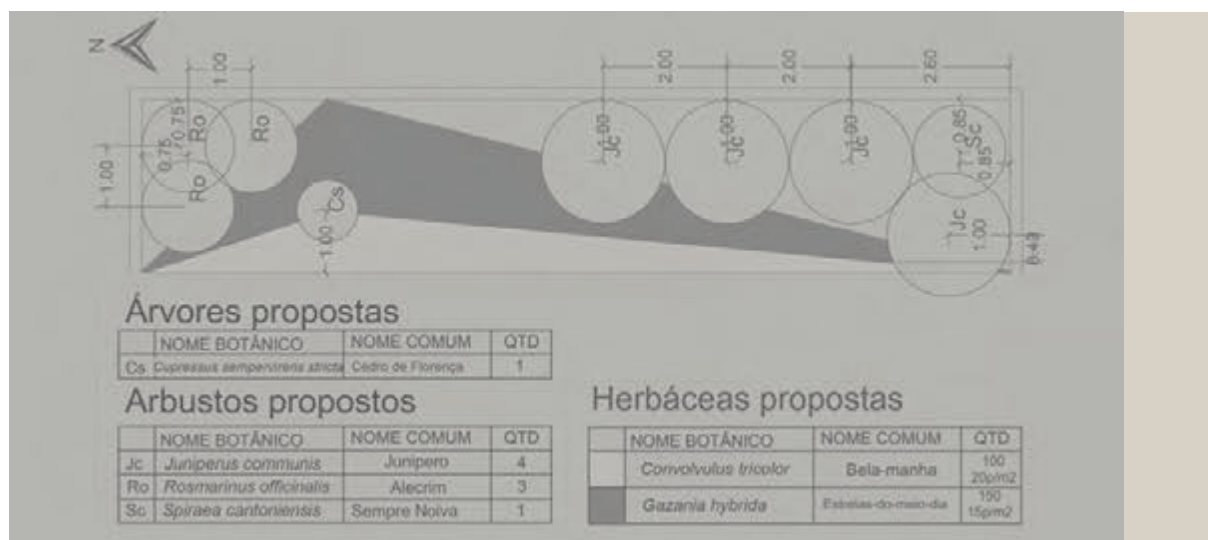 N
1.00
2.00
2.00
2.60
0.75
0.75
Ro
Ro
Ro
1.00
Cs
1.00
1.00
Jc
1.00
Jc
1.00
Jc
0.85
Sc
0.85
Jc
1.00
0.43
Árvores propostas
NOME BOTÂNICO NOME COMUM QTD
Cs Cupressus sempervirens stricta Cedro de Florença 1
Arbustos propostos
NOME BOTÂNICO NOME COMUM QTD
Jc Juniperus communis Junipero 4
Ro Rosmarinus officinalis Alecrim 3
Sc Spiraea cantoniensis Sempre Noiva 1
Herbáceas propostas
NOME BOTÂNICO NOME COMUM QTD
Convolvulus tricolor Bela-manha 100
20p/m2
Gazania hybrida Estrelas-do-meio-dia 150
15p/m2